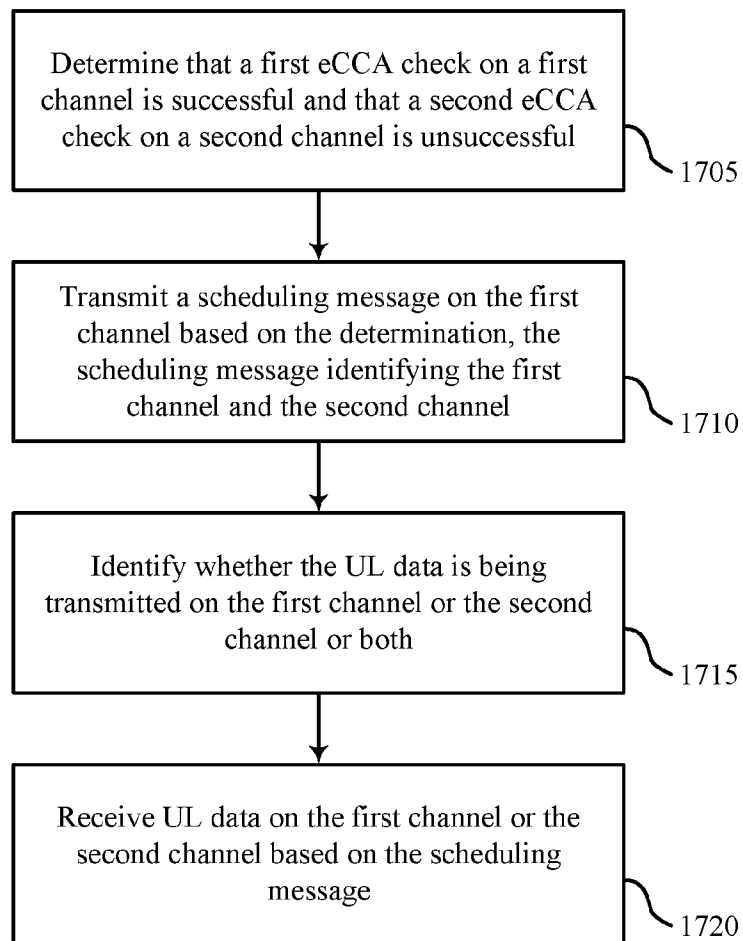 Determine that a first eCCA check on a first
channel is successful and that a second eCCA
check on a second channel is unsuccessful
1705
Transmit a scheduling message on the first
channel based on the determination, the
scheduling message identifying the first
channel and the second channel
1710
Identify whether the UL data is being
transmitted on the first channel or the second
channel or both
1715
Receive UL data on the first channel or the
second channel based on the scheduling
message
1720